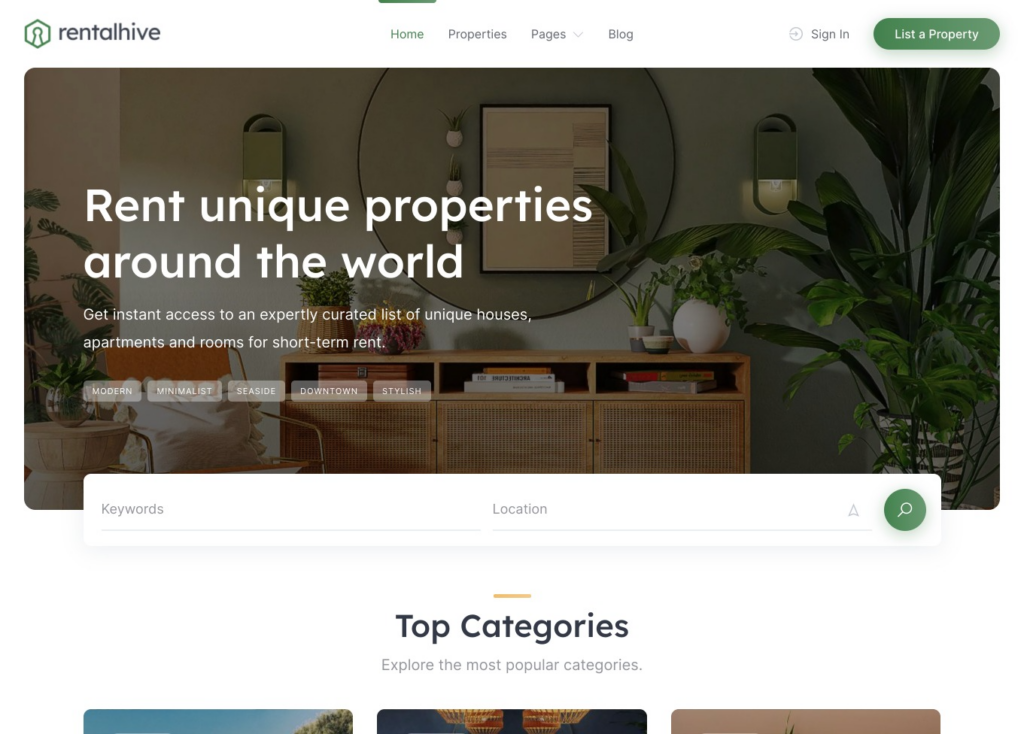 rentalhive
Home
Properties
Pages
Blog
Sign In
List a Property
Rent unique properties
around the world
Get instant access to an expertly curated list of unique houses,
apartments and rooms for short-term rent.
MODERN
MINIMALIST
SEASIDE
DOWNTOWN
STYLISH
Keywords
Location
Top Categories
Explore the most popular categories.